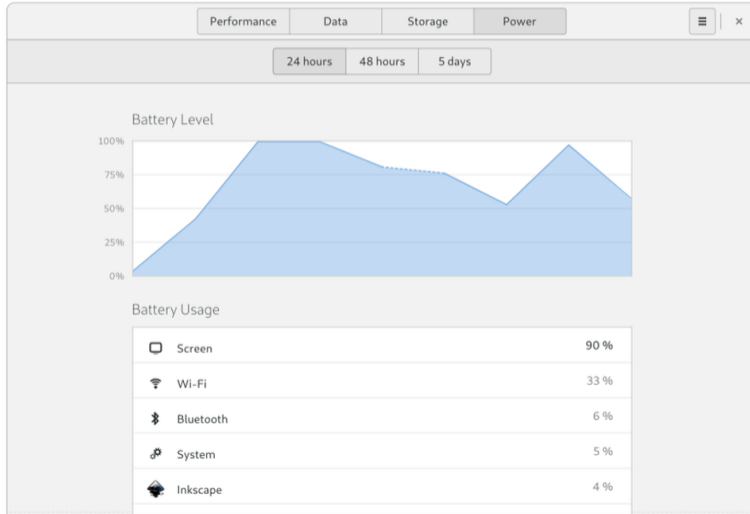 Performance Data Storage Power
24 hours 48 hours 5 days
Battery Level
100%
75%
50%
25%
0%
Battery Usage
Screen 90 %
Wi-Fi 33 %
Bluetooth 6 %
System 5 %
Inkscape 4 %